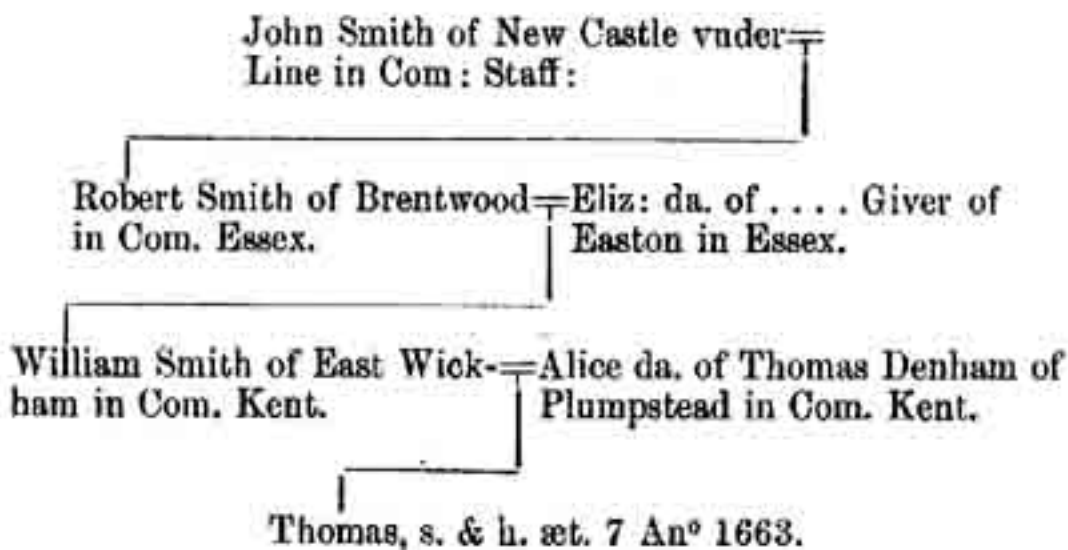 John Smith of New Castle vnder
Line in Com: Staff:
Robert Smith of Brentwood
in Com. Essex.
Eliz: da. of .... Giver of
Easton in Essex.
William Smith of East Wick-
ham in Com. Kent.
Alice da. of Thomas Denham of
Plumpstead in Com. Kent.
Thomas, s. & h. æt. 7 Anº 1663.